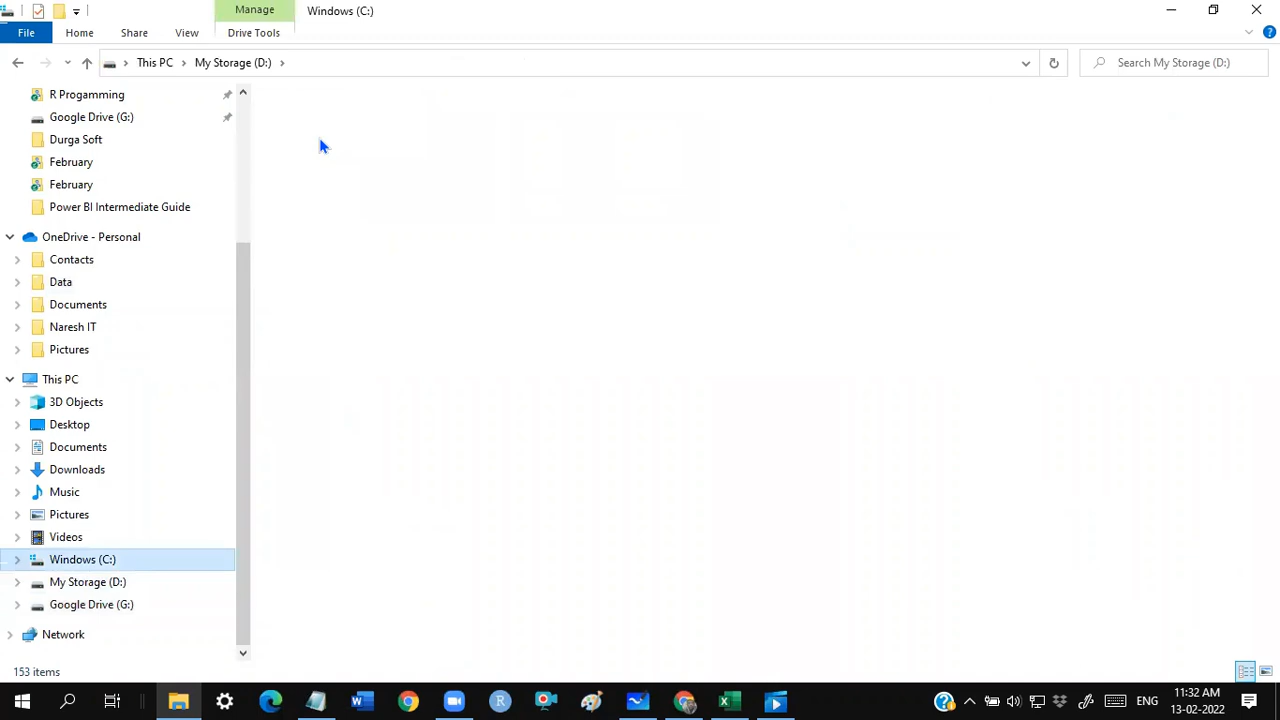 Manage
Windows (C:)
File
Home
Share
View
Drive Tools
This PC
My Storage (D:)
Search My Storage (D:)
R Progamming
Google Drive (G:)
Durga Soft
February
February
Power BI Intermediate Guide
OneDrive - Personal
Contacts
Data
Documents
Naresh IT
Pictures
This PC
3D Objects
Desktop
Documents
Downloads
Music
Pictures
Videos
Windows (C:)
My Storage (D:)
Google Drive (G:)
Network
153 items
ENG
11:32 AM
13-02-2022